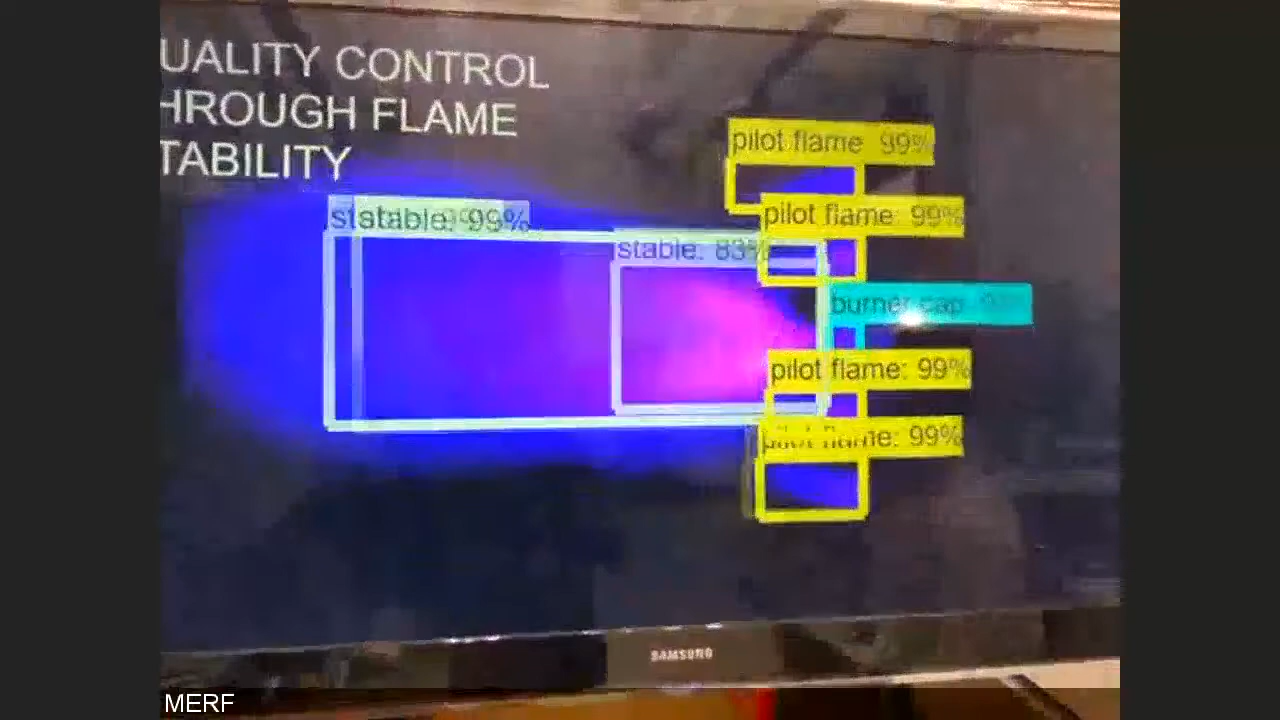 UALITY CONTROL
HROUGH FLAME
TABILITY
pilot flame 99%
pilot flame: 99%
stable: 99%
stable: 83%
burner cap
pilot flame: 99%
pilot flame: 99%
SAMSUNG
MERF